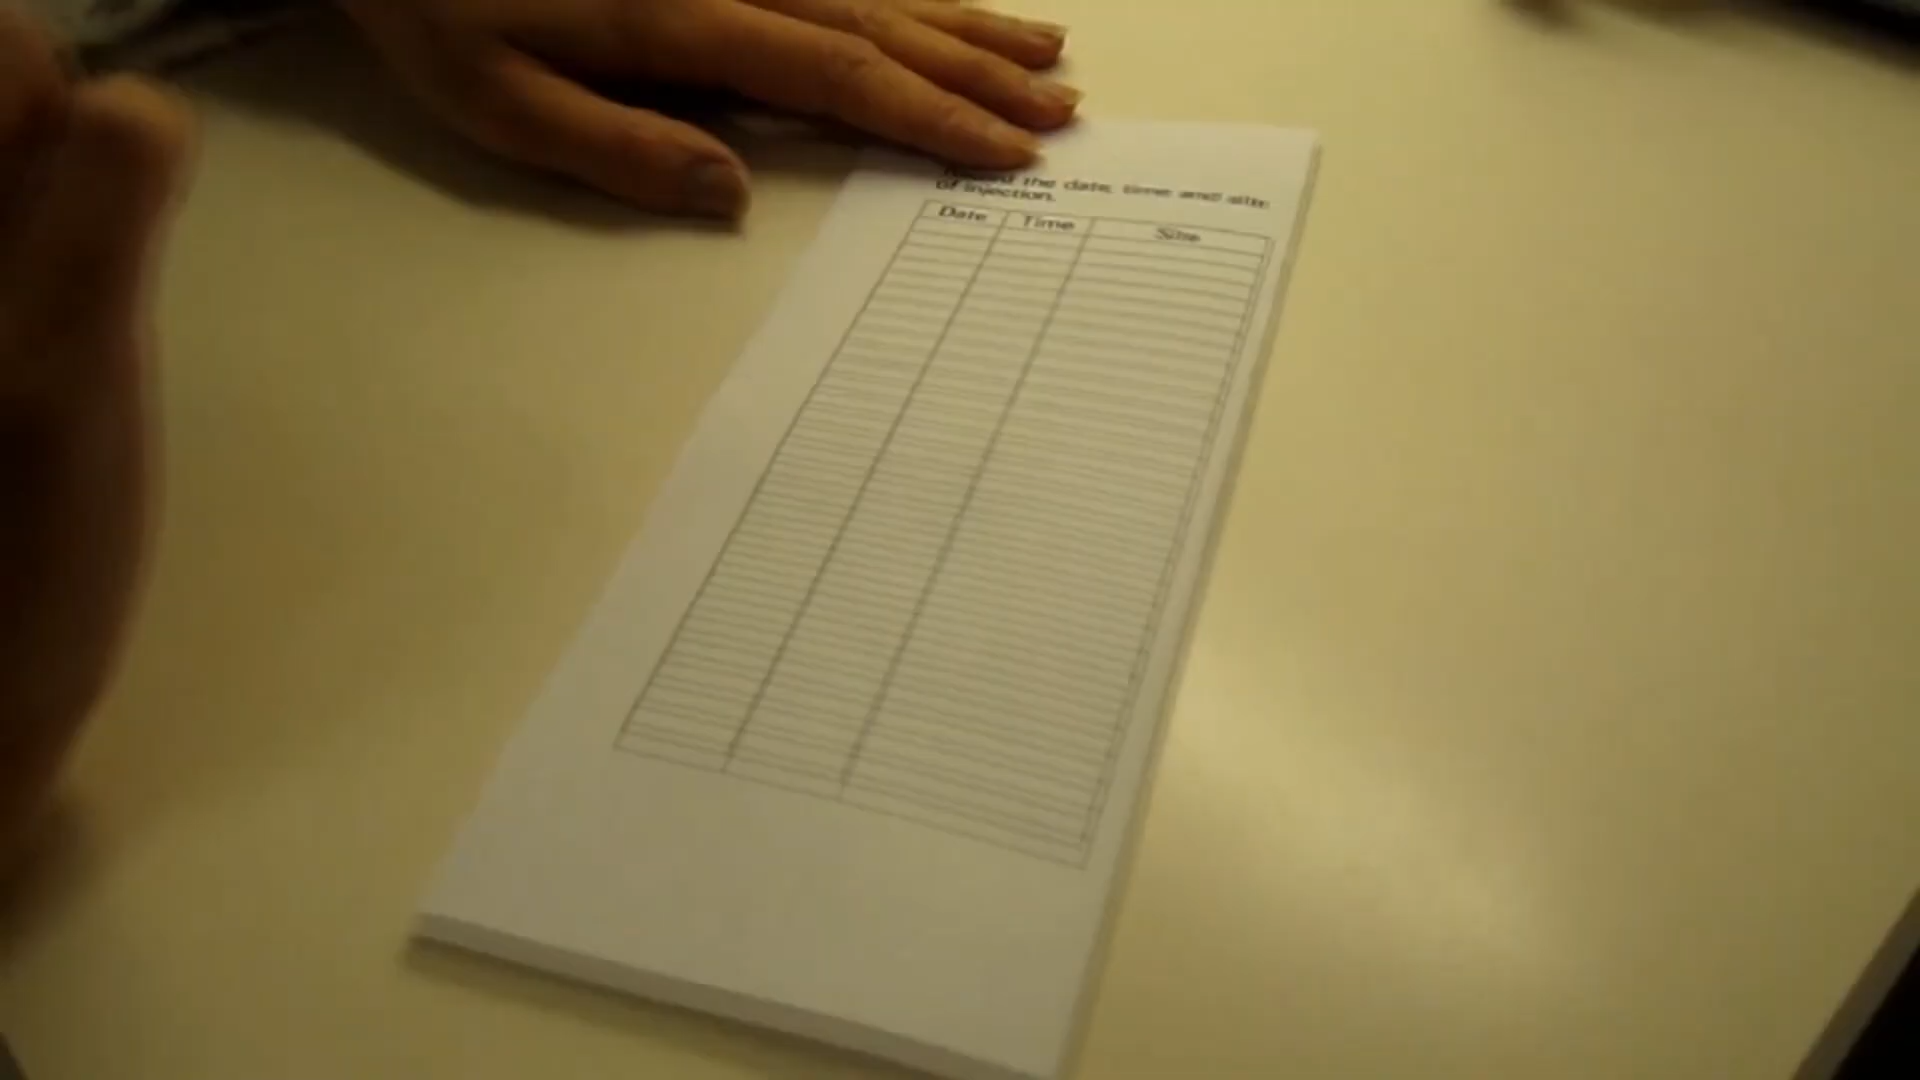 the date, time and site
of injection.
Date Time Site